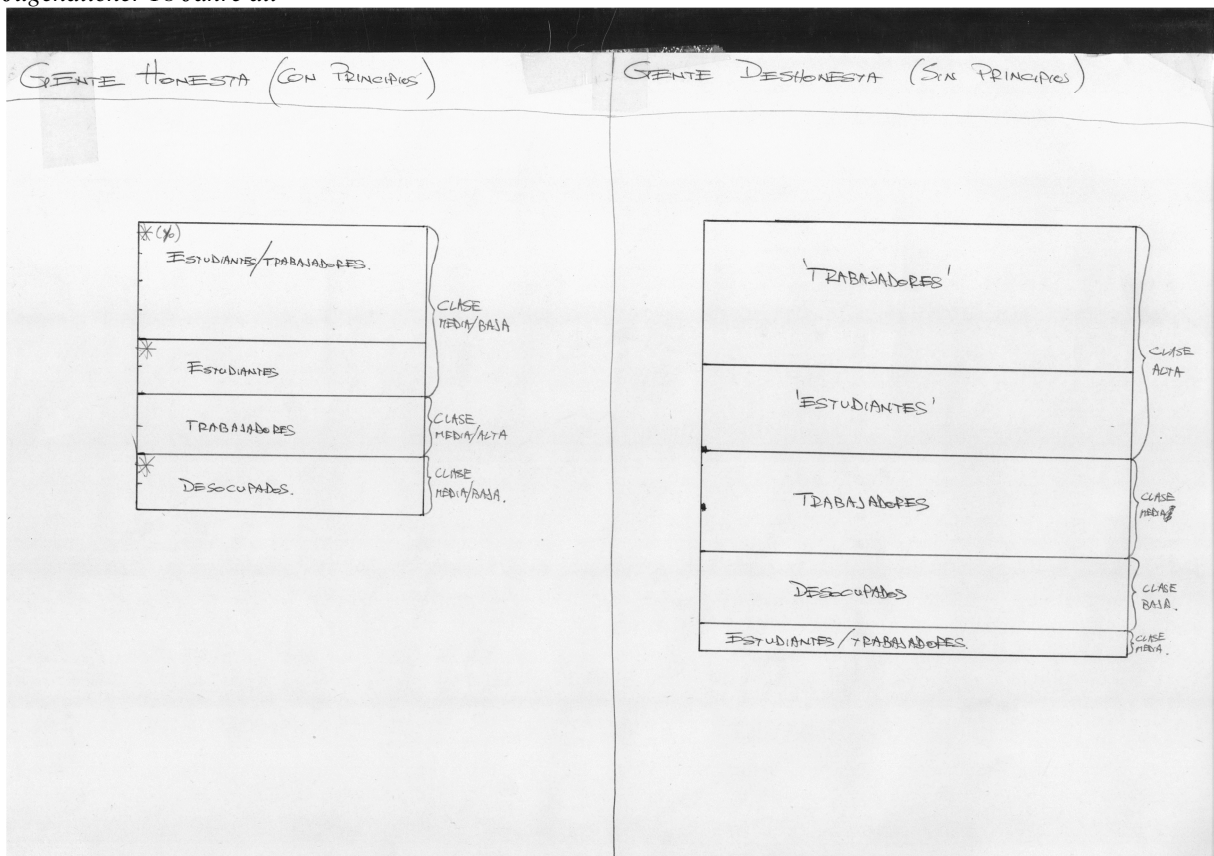 GENTE HONESTA (CON PRINCIPIOS)
*(%)
ESTUDIANTES/TRABAJADORES.
CLASE
MEDIA/BAJA
*
ESTUDIANTES
TRABAJADORES
CLASE
MEDIA/ALTA
*
DESOCUPADOS.
CLASE
MEDIA/BAJA.
GENTE DESHONESTA (SIN PRINCIPIOS)
'TRABAJADORES'
'ESTUDIANTES'
CLASE
ALTA
TRABAJADORES
CLASE
MEDIA
DESOCUPADOS
CLASE
BAJA.
ESTUDIANTES/TRABAJADORES.
CLASE
MEDIA.